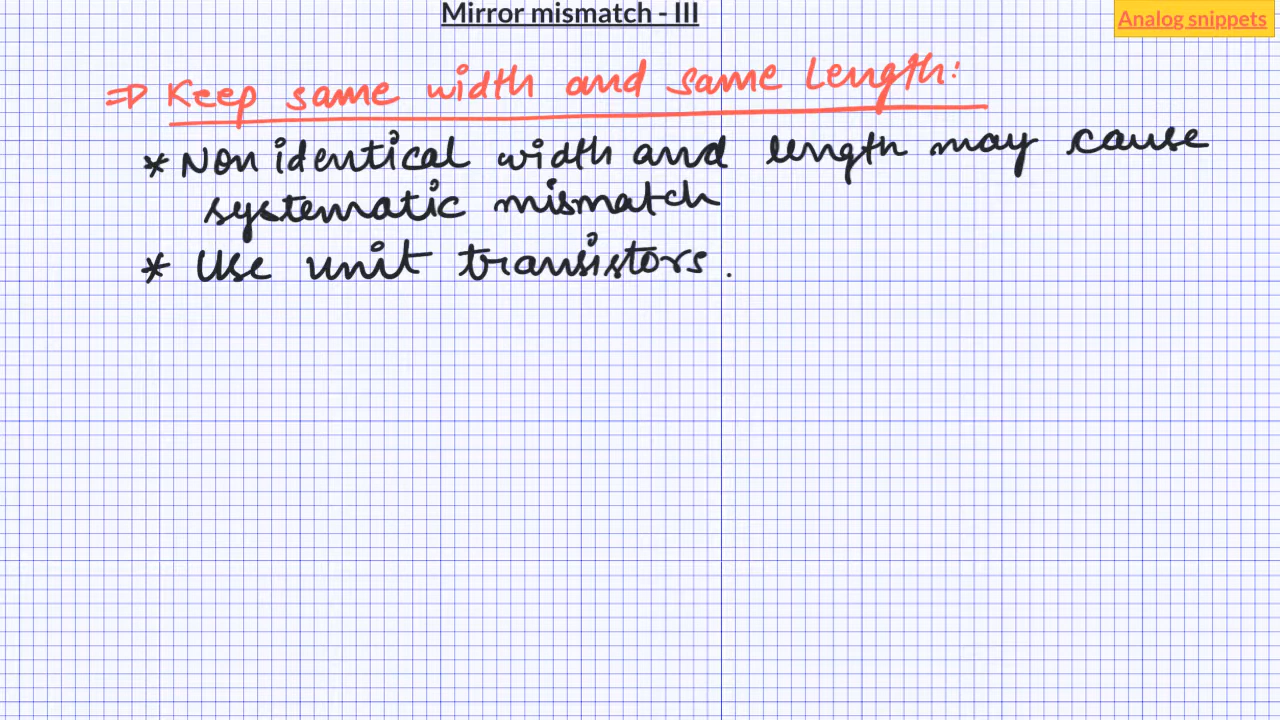 Mirror mismatch - III
Analog snippets
⇒ Keep same width and same Length:
* Non identical width and length may cause
systematic mismatch
* Use unit transistors.